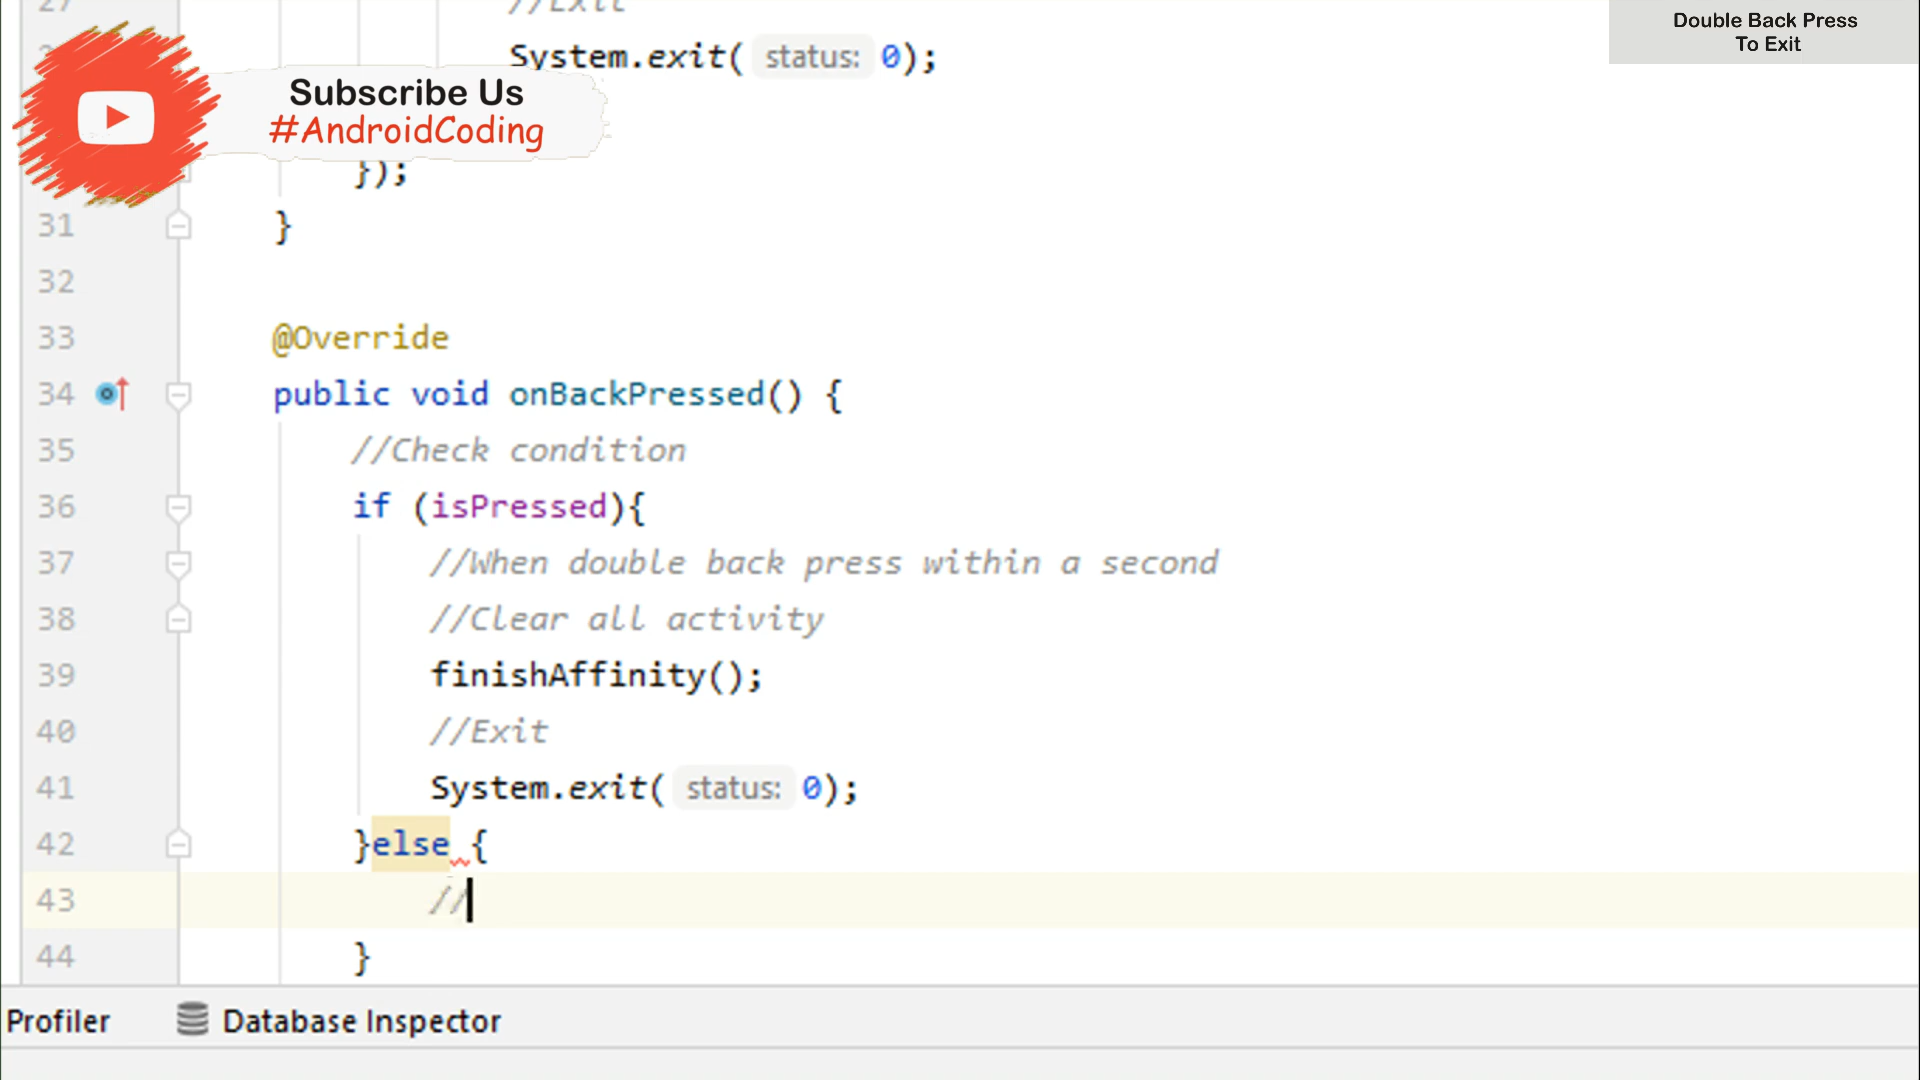 27 //Exit
Double Back Press
To Exit
System.exit( status: 0);
Subscribe Us
#AndroidCoding
});
31 }
32
33 @Override
34 public void onBackPressed() {
35 //Check condition
36 if (isPressed){
37 //When double back press within a second
38 //Clear all activity
39 finishAffinity();
40 //Exit
41 System.exit( status: 0);
42 }else {
43 //
44 }
Profiler Database Inspector